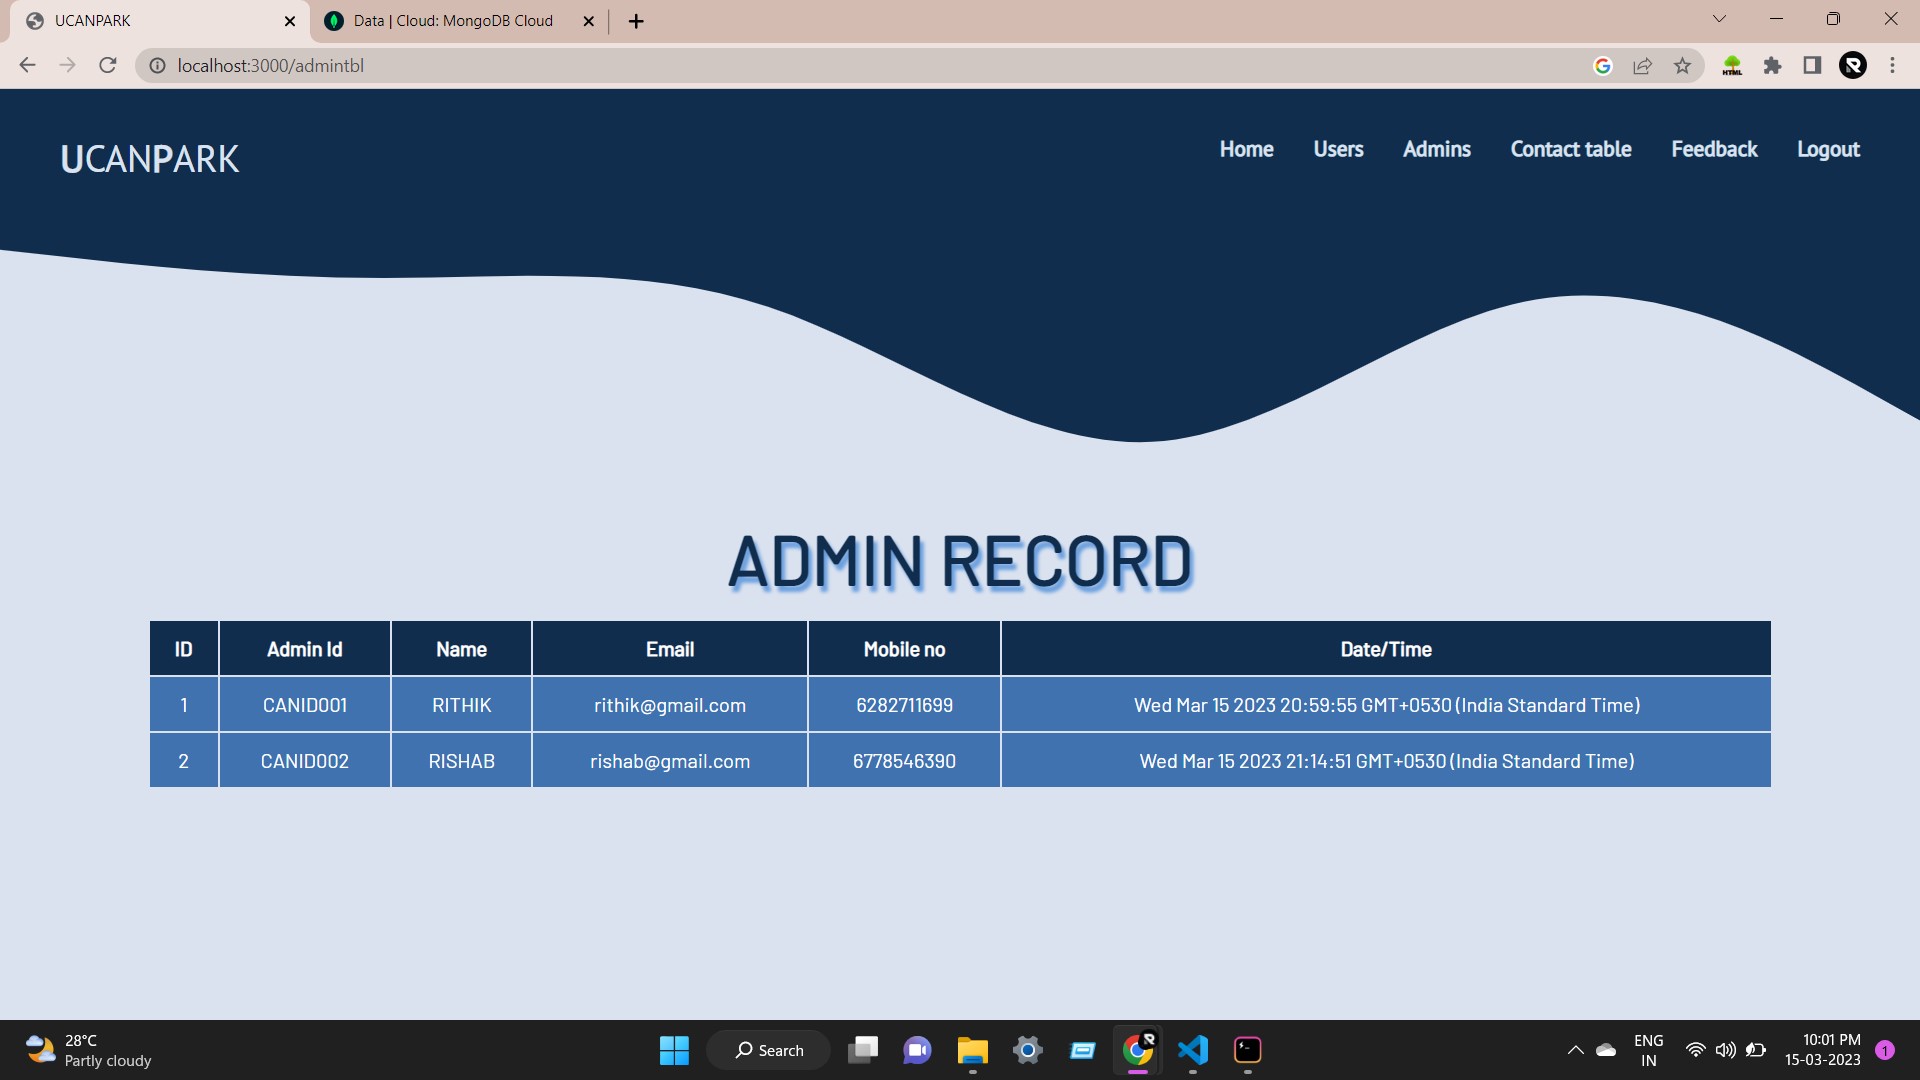 UCANPARK
Data | Cloud: MongoDB Cloud
localhost:3000/admintbl
HTML
R
UCANPARK
Home Users Admins Contact table Feedback Logout
ADMIN RECORD
ID Admin Id Name Email Mobile no Date/Time
1 CANID001 RITHIK rithik@gmail.com 6282711699 Wed Mar 15 2023 20:59:55 GMT+0530 (India Standard Time)
2 CANID002 RISHAB rishab@gmail.com 6778546390 Wed Mar 15 2023 21:14:51 GMT+0530 (India Standard Time)
28°C
Partly cloudy
Search
R
ENG
IN
10:01 PM
15-03-2023
1